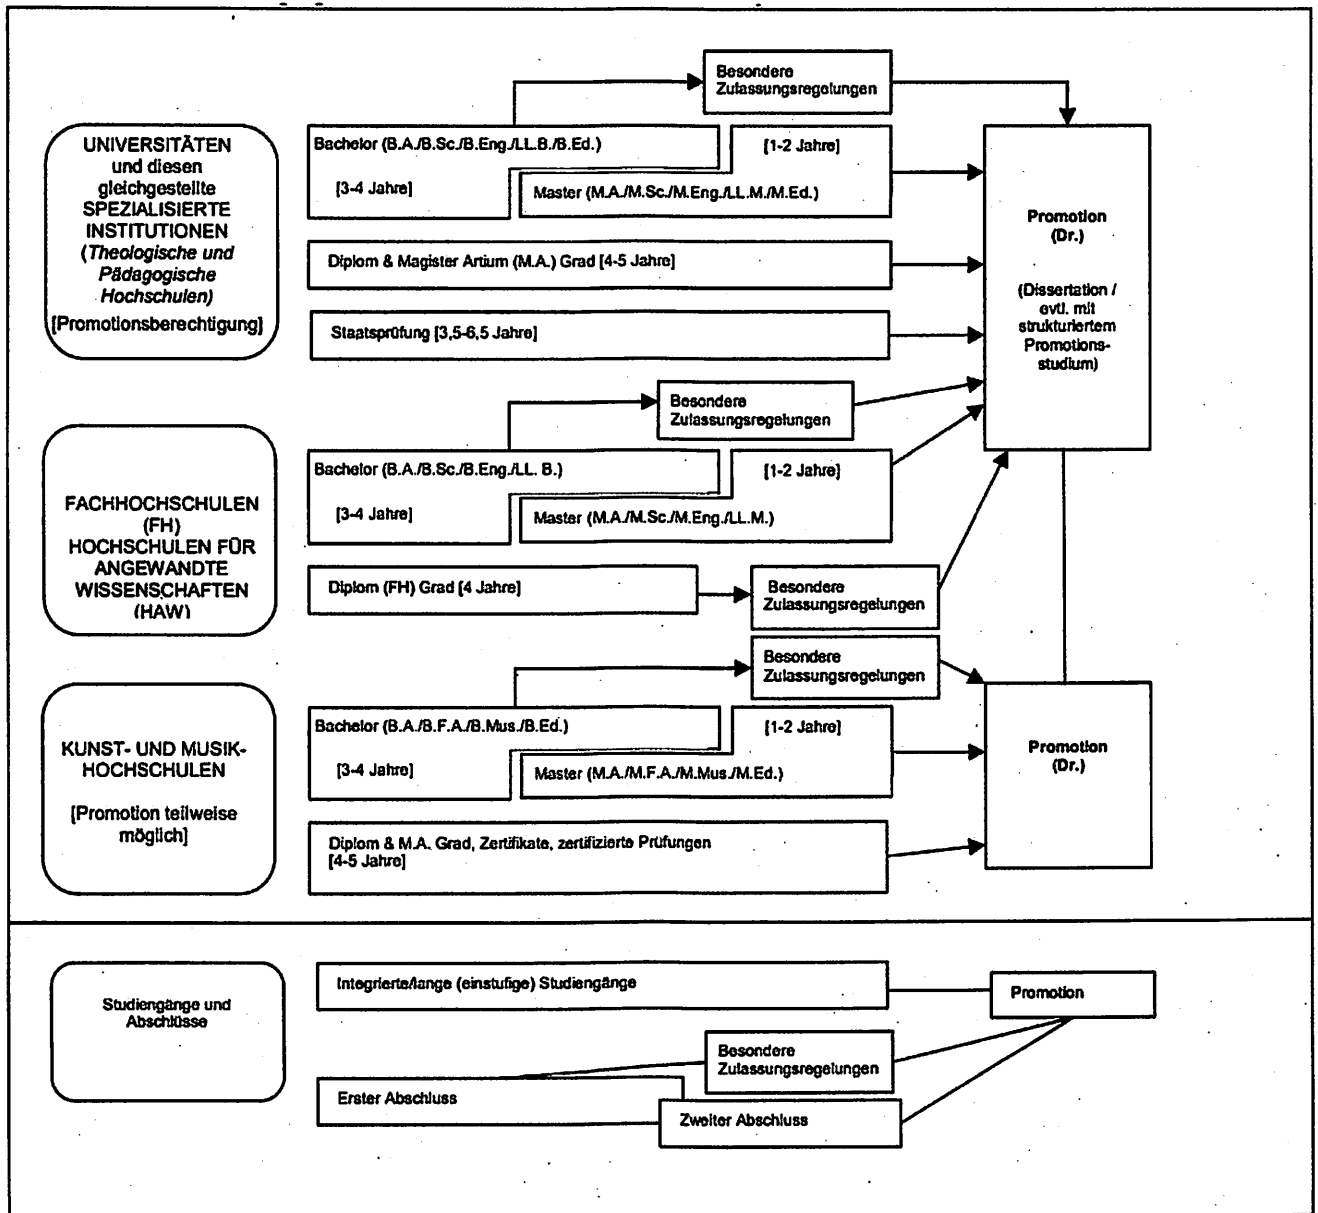 UNIVERSITÄTEN
und diesen
gleichgestellte
SPEZIALISIERTE
INSTITUTIONEN
(Theologische und
Pädagogische
Hochschulen)
[Promotionsberechtigung]
Besondere
Zulassungsregelungen
Bachelor (B.A./B.Sc./B.Eng./LL.B./B.Ed.)
[3-4 Jahre]
[1-2 Jahre]
Master (M.A./M.Sc./M.Eng./LL.M./M.Ed.)
Diplom & Magister Artium (M.A.) Grad [4-5 Jahre]
Staatsprüfung [3,5-6,5 Jahre]
Promotion
(Dr.)
(Dissertation /
evtl. mit
strukturiertem
Promotions-
studium)
FACHHOCHSCHULEN
(FH)
HOCHSCHULEN FÜR
ANGEWANDTE
WISSENSCHAFTEN
(HAW)
Besondere
Zulassungsregelungen
Bachelor (B.A./B.Sc./B.Eng./LL. B.)
[3-4 Jahre]
[1-2 Jahre]
Master (M.A./M.Sc./M.Eng./LL.M.)
Diplom (FH) Grad [4 Jahre]
Besondere
Zulassungsregelungen
KUNST- UND MUSIK-
HOCHSCHULEN
[Promotion teilweise
möglich]
Besondere
Zulassungsregelungen
Bachelor (B.A./B.F.A./B.Mus./B.Ed.)
[3-4 Jahre]
[1-2 Jahre]
Master (M.A./M.F.A./M.Mus./M.Ed.)
Diplom & M.A. Grad, Zertifikate, zertifizierte Prüfungen
[4-5 Jahre]
Promotion
(Dr.)
Studiengänge und
Abschlüsse
Integrierte/lange (einstufige) Studiengänge
Promotion
Besondere
Zulassungsregelungen
Erster Abschluss
Zweiter Abschluss